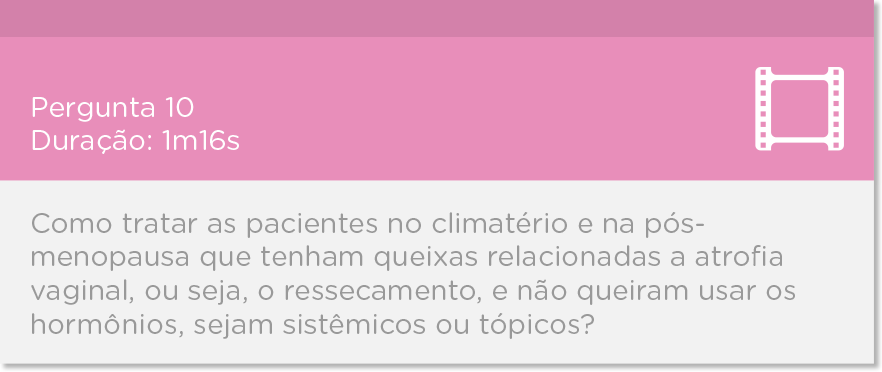 Pergunta 10
Duração: 1m16s
Como tratar as pacientes no climatério e na pós-
menopausa que tenham queixas relacionadas a atrofia
vaginal, ou seja, o ressecamento, e não queiram usar os
hormônios, sejam sistêmicos ou tópicos?